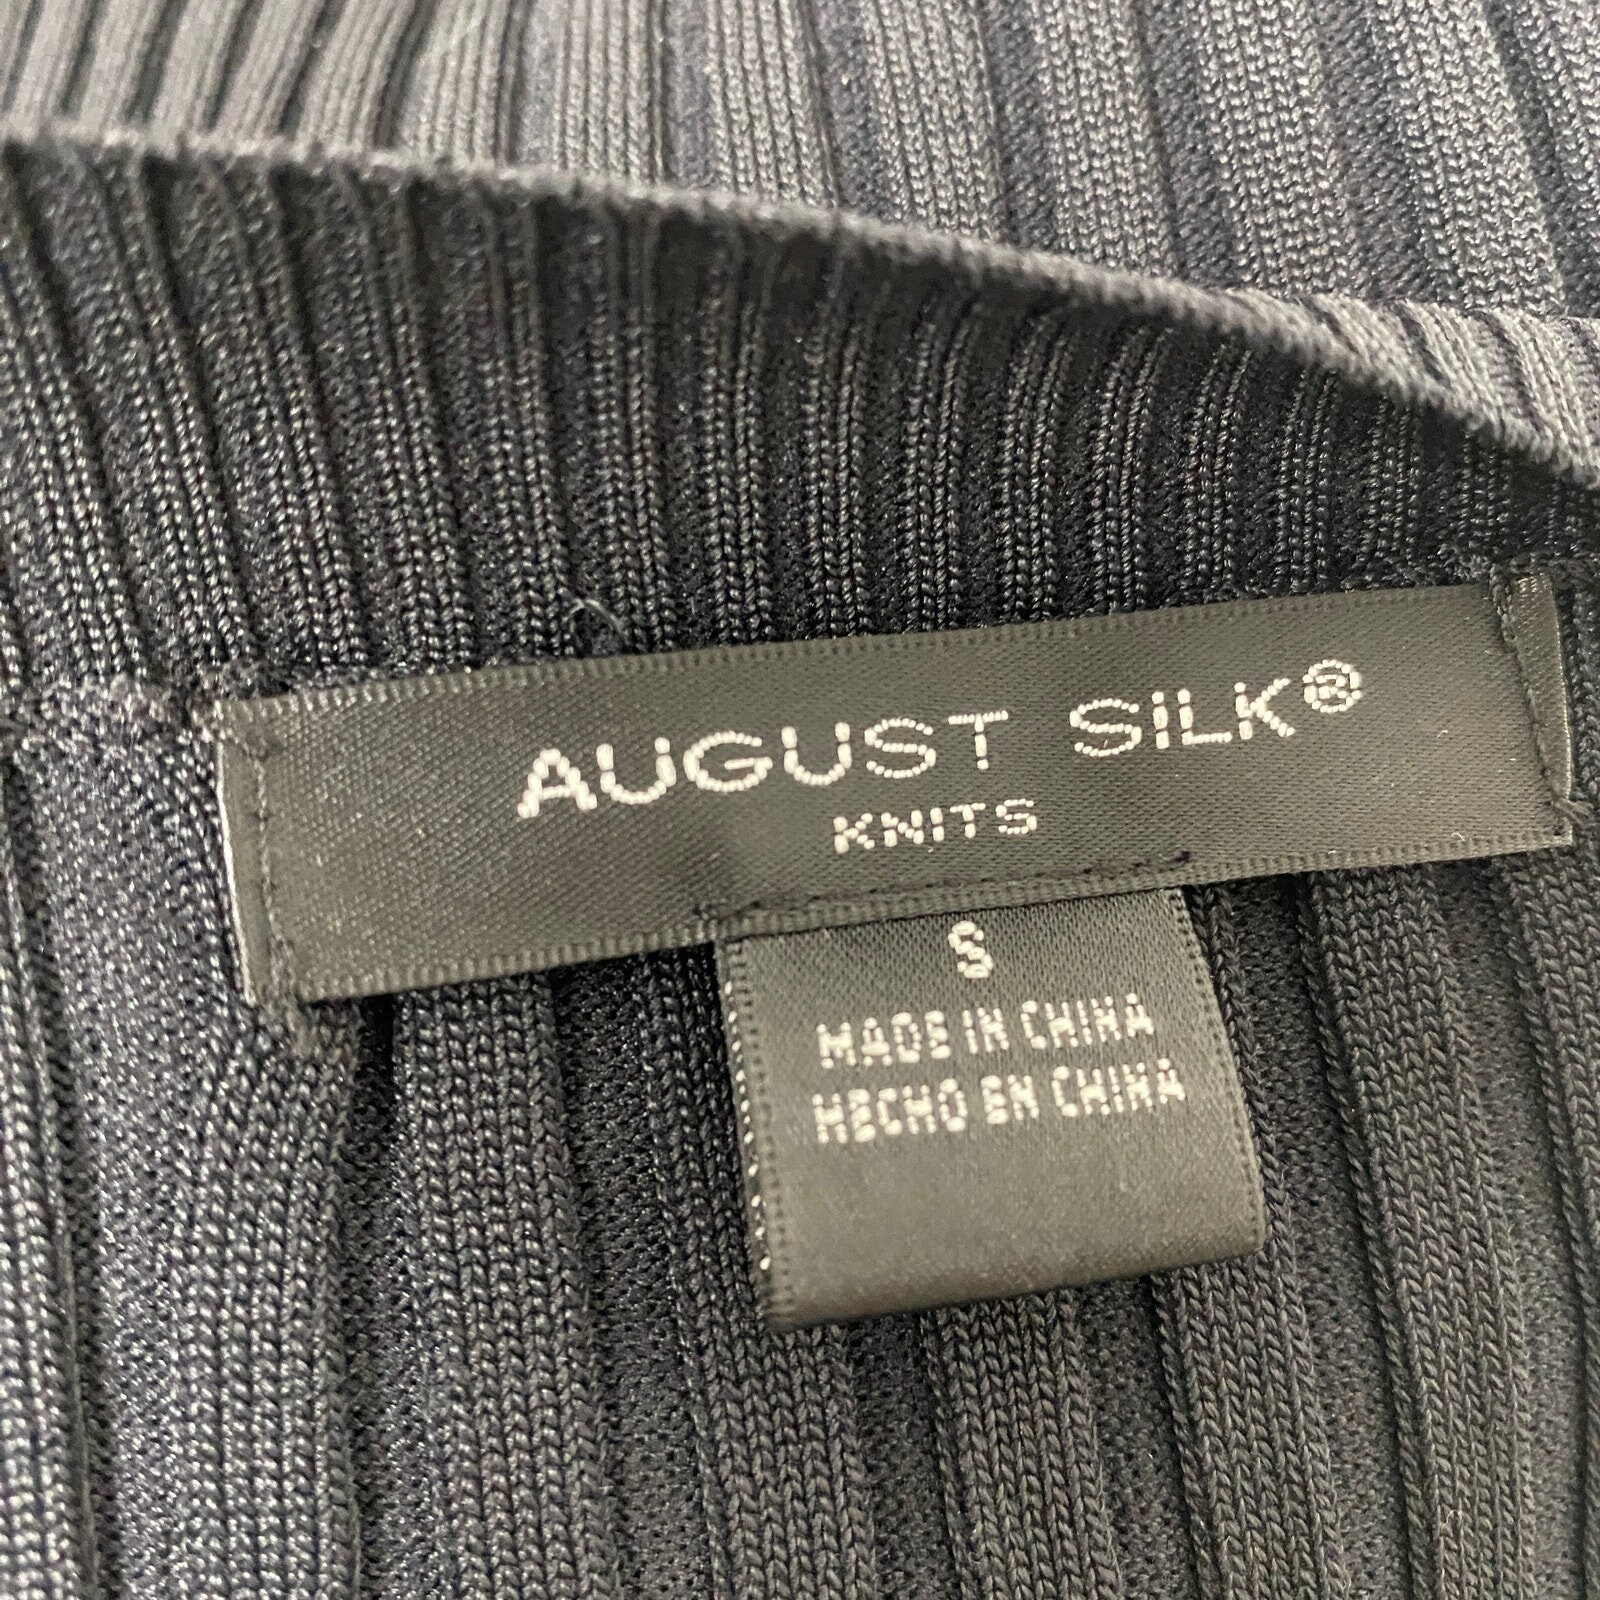 AUGUST SILK®
KNITS
S
MADE IN CHINA
HECHO EN CHINA